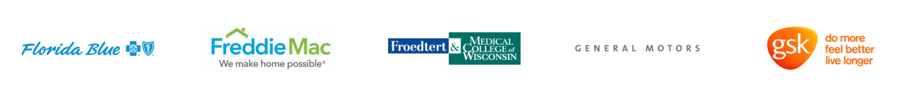 Florida Blue
Freddie Mac
We make home possible®
Froedtert & MEDICAL COLLEGE of WISCONSIN
GENERAL MOTORS
gsk
do more
feel better
live longer